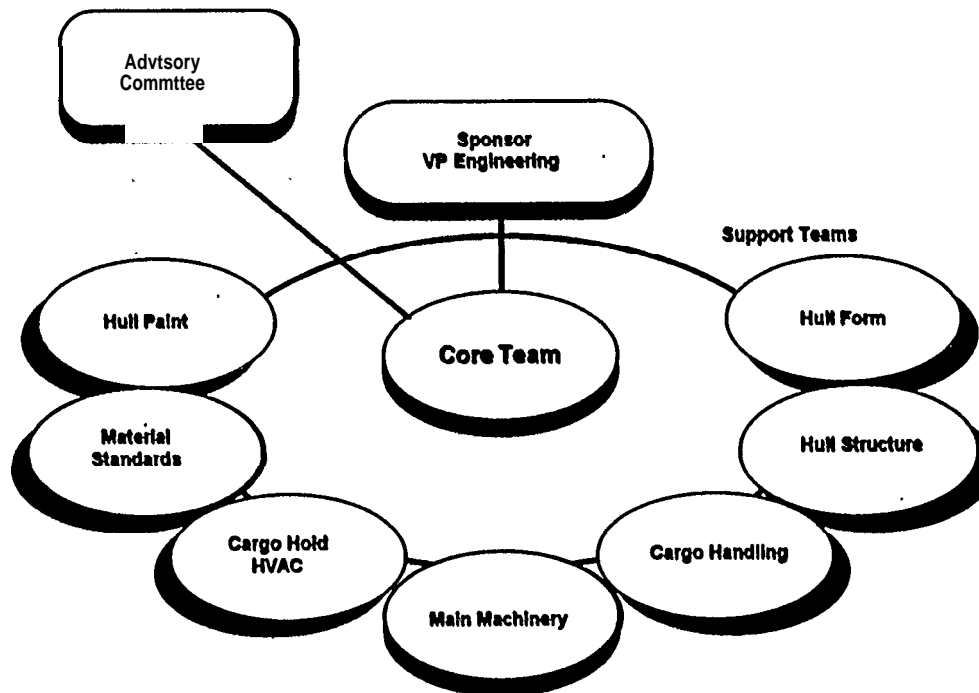 Advtsory
Commttee
Sponsor
VP Engineering
Support Teams
Hull Paint
Hull Form
Core Team
Material
Standards
Hull Structure
Cargo Hold
HVAC
Cargo Handling
Main Machinery